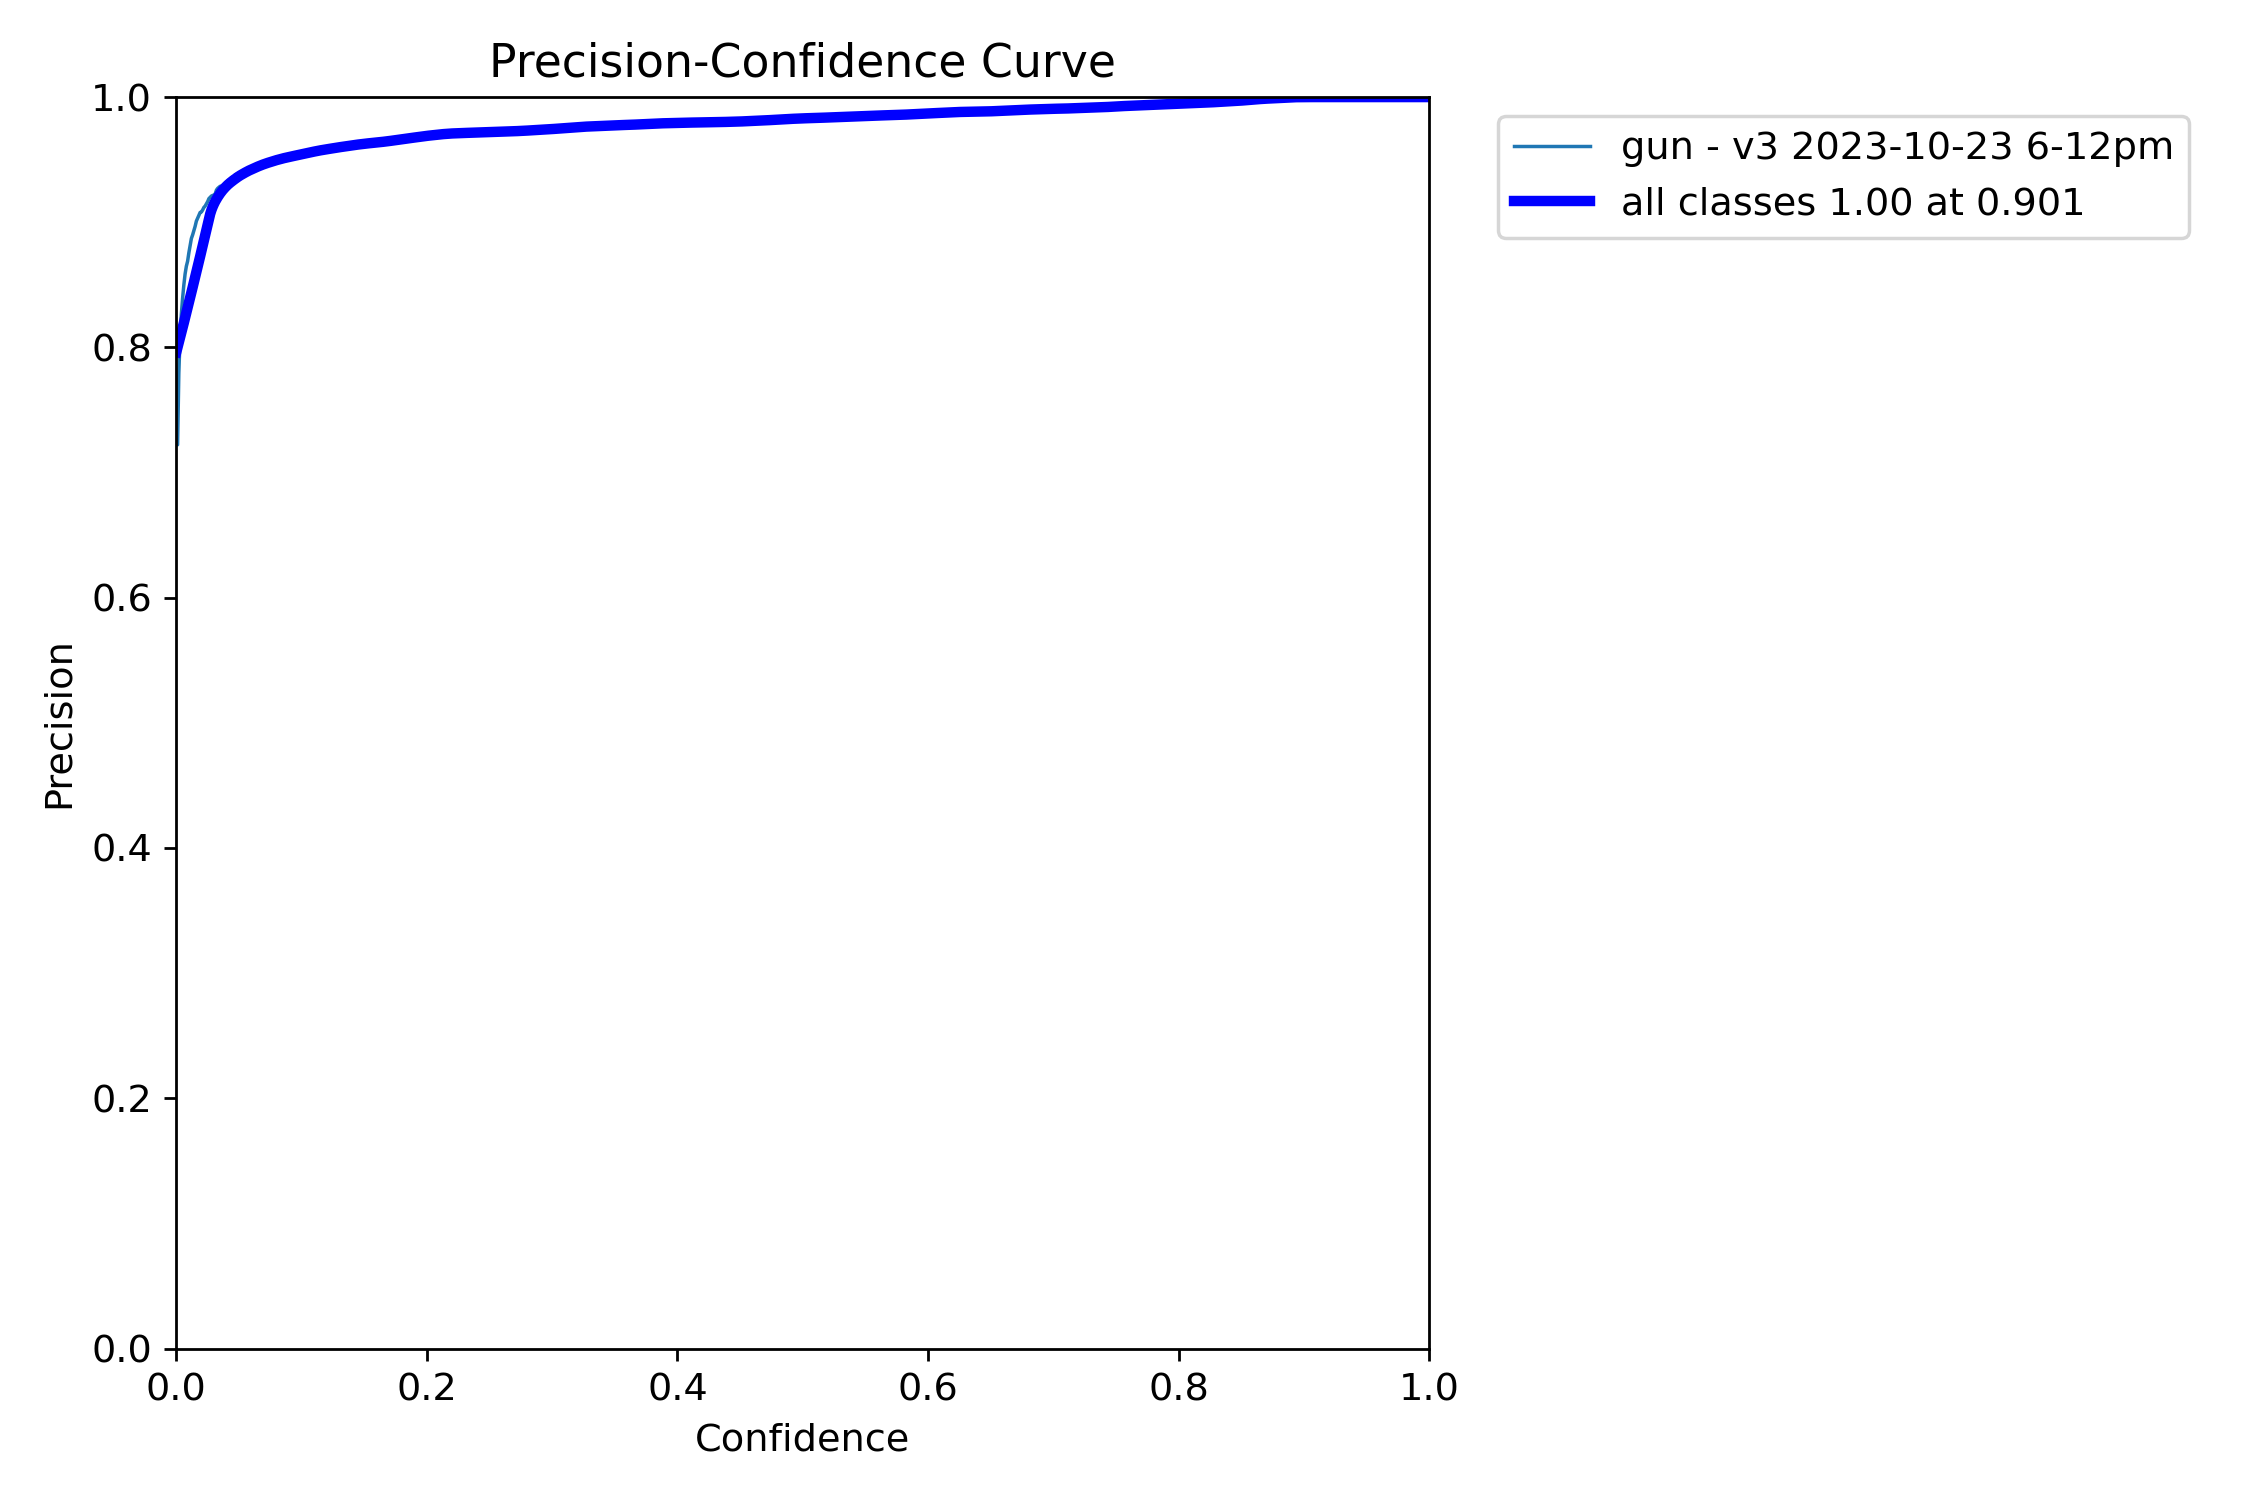 Precision-Confidence Curve
gun - v3 2023-10-23 6-12pm
all classes 1.00 at 0.901
1.0
0.8
0.6
0.4
0.2
0.0
Precision
0.0 0.2 0.4 0.6 0.8 1.0
Confidence